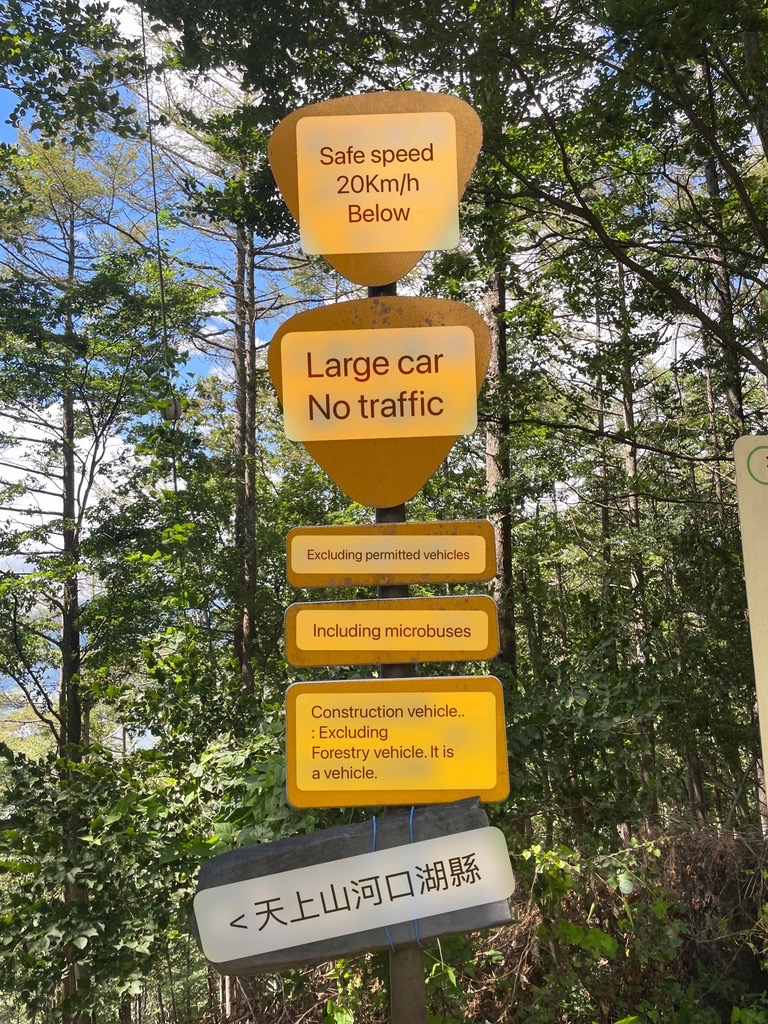 Safe speed
20Km/h
Below
Large car
No traffic
Excluding permitted vehicles
Including microbuses
Construction vehicle..
: Excluding
Forestry vehicle. It is
a vehicle.
< 天上山河口湖縣